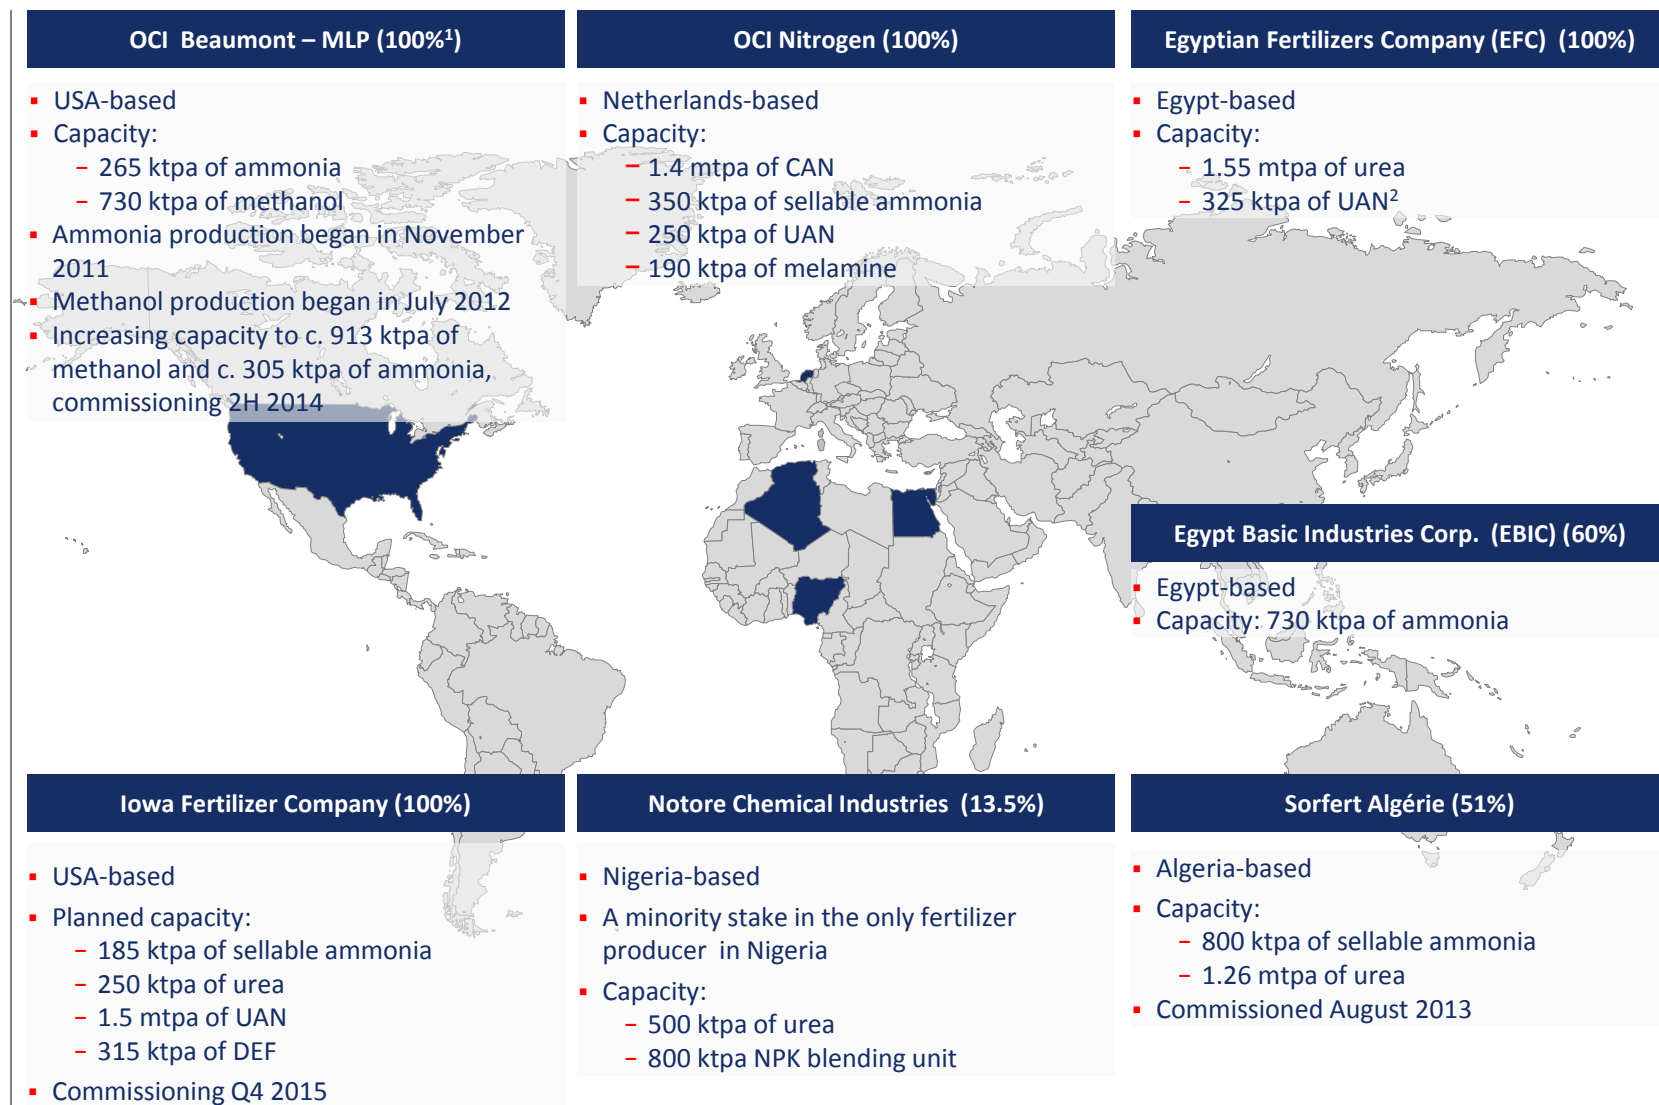 OCI Beaumont – MLP (100%¹)
▪ USA-based
▪ Capacity:
– 265 ktpa of ammonia
– 730 ktpa of methanol
▪ Ammonia production began in November
2011
▪ Methanol production began in July 2012
▪ Increasing capacity to c. 913 ktpa of
methanol and c. 305 ktpa of ammonia,
commissioning 2H 2014
OCI Nitrogen (100%)
▪ Netherlands-based
▪ Capacity:
– 1.4 mtpa of CAN
– 350 ktpa of sellable ammonia
– 250 ktpa of UAN
– 190 ktpa of melamine
Egyptian Fertilizers Company (EFC) (100%)
▪ Egypt-based
▪ Capacity:
– 1.55 mtpa of urea
– 325 ktpa of UAN²
Egypt Basic Industries Corp. (EBIC) (60%)
▪ Egypt-based
▪ Capacity: 730 ktpa of ammonia
Iowa Fertilizer Company (100%)
▪ USA-based
▪ Planned capacity:
– 185 ktpa of sellable ammonia
– 250 ktpa of urea
– 1.5 mtpa of UAN
– 315 ktpa of DEF
▪ Commissioning Q4 2015
Notore Chemical Industries (13.5%)
▪ Nigeria-based
▪ A minority stake in the only fertilizer
producer in Nigeria
▪ Capacity:
– 500 ktpa of urea
– 800 ktpa NPK blending unit
Sorfert Algérie (51%)
▪ Algeria-based
▪ Capacity:
– 800 ktpa of sellable ammonia
– 1.26 mtpa of urea
▪ Commissioned August 2013